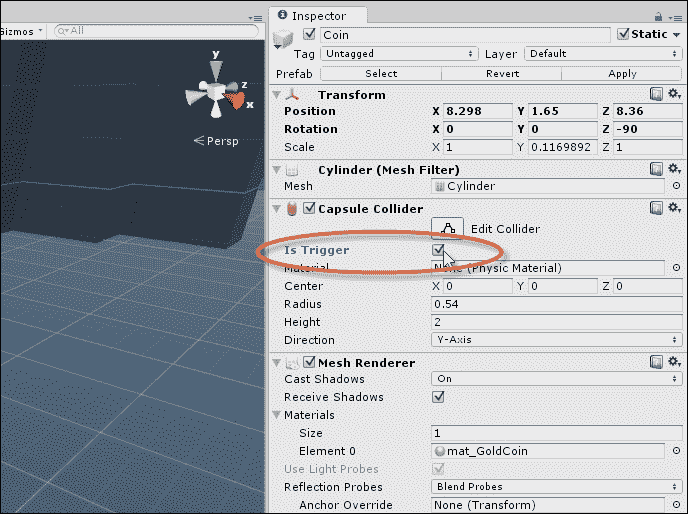 Gizmos All
y
z
x
Persp
Inspector
Coin Static
Tag Untagged Layer Default
Prefab Select Revert Apply
Transform
Position X 8.298 Y 1.65 Z 8.36
Rotation X 0 Y 0 Z -90
Scale X 1 Y 0.1169892 Z 1
Cylinder (Mesh Filter)
Mesh Cylinder
Capsule Collider
Edit Collider
Is Trigger
Material None (Physic Material)
Center X 0 Y 0 Z 0
Radius 0.54
Height 2
Direction Y-Axis
Mesh Renderer
Cast Shadows On
Receive Shadows
Materials
Size 1
Element 0 mat_GoldCoin
Use Light Probes
Reflection Probes Blend Probes
Anchor Override None (Transform)